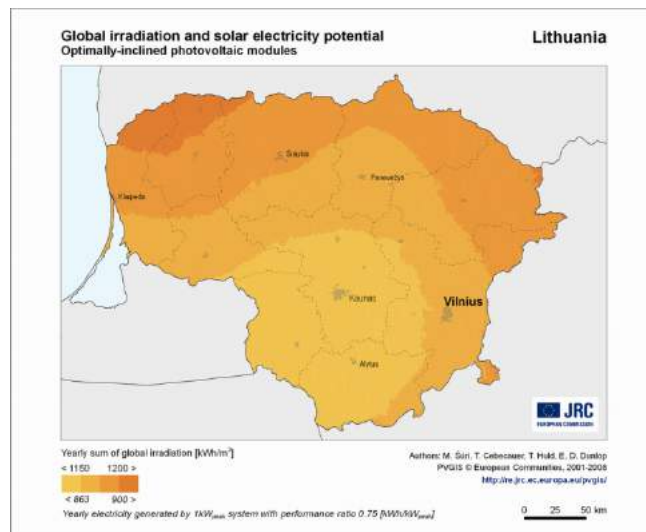 Global irradiation and solar electricity potential
Optimally-inclined photovoltaic modules
Lithuania
Siauliai
Panevezys
Klaipeda
Kaunas
Vilnius
Alytus
JRC
EUROPEAN COMMISSION
Yearly sum of global irradiation [kWh/m²]
< 1150 1200 >
< 863 900 >
Yearly electricity generated by 1kWpeak system with performance ratio 0.75 [kWh/kWpeak]
Authors: M. Šúri, T. Cebecauer, T. Huld, E. D. Dunlop
PVGIS © European Communities, 2001-2008
http://re.jrc.ec.europa.eu/pvgis/
0 25 50 km